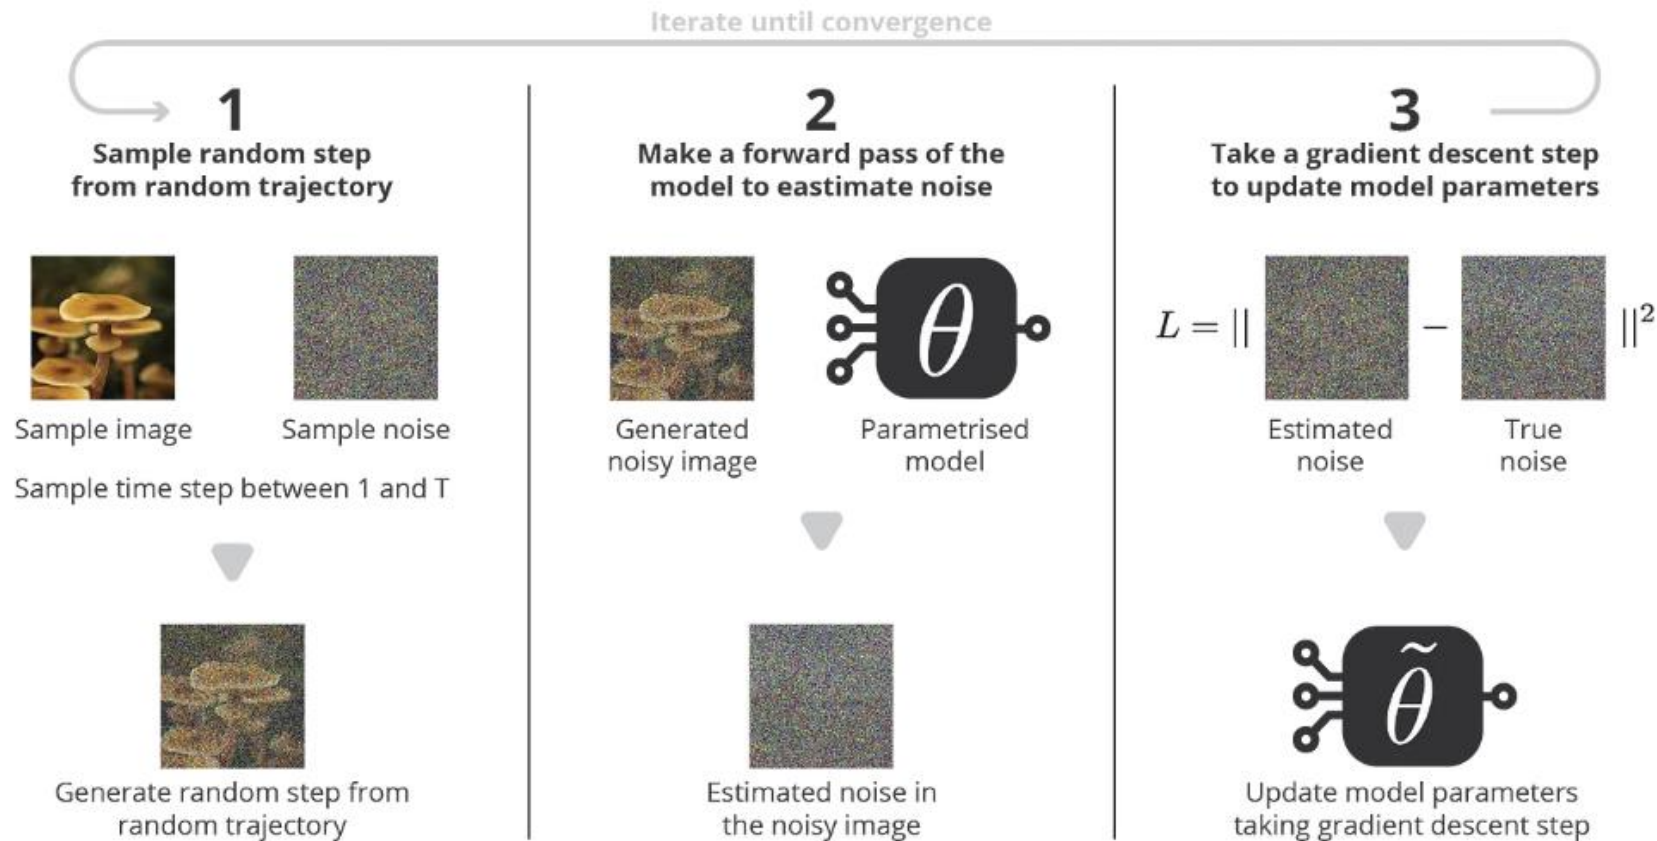 Iterate until convergence
1
Sample random step
from random trajectory
Sample image
Sample noise
Sample time step between 1 and T
Generate random step from
random trajectory
2
Make a forward pass of the
model to eastimate noise
θ
Generated
noisy image
Parametrised
model
Estimated noise in
the noisy image
3
Take a gradient descent step
to update model parameters
L = || − ||²
Estimated
noise
True
noise
θ̃
Update model parameters
taking gradient descent step